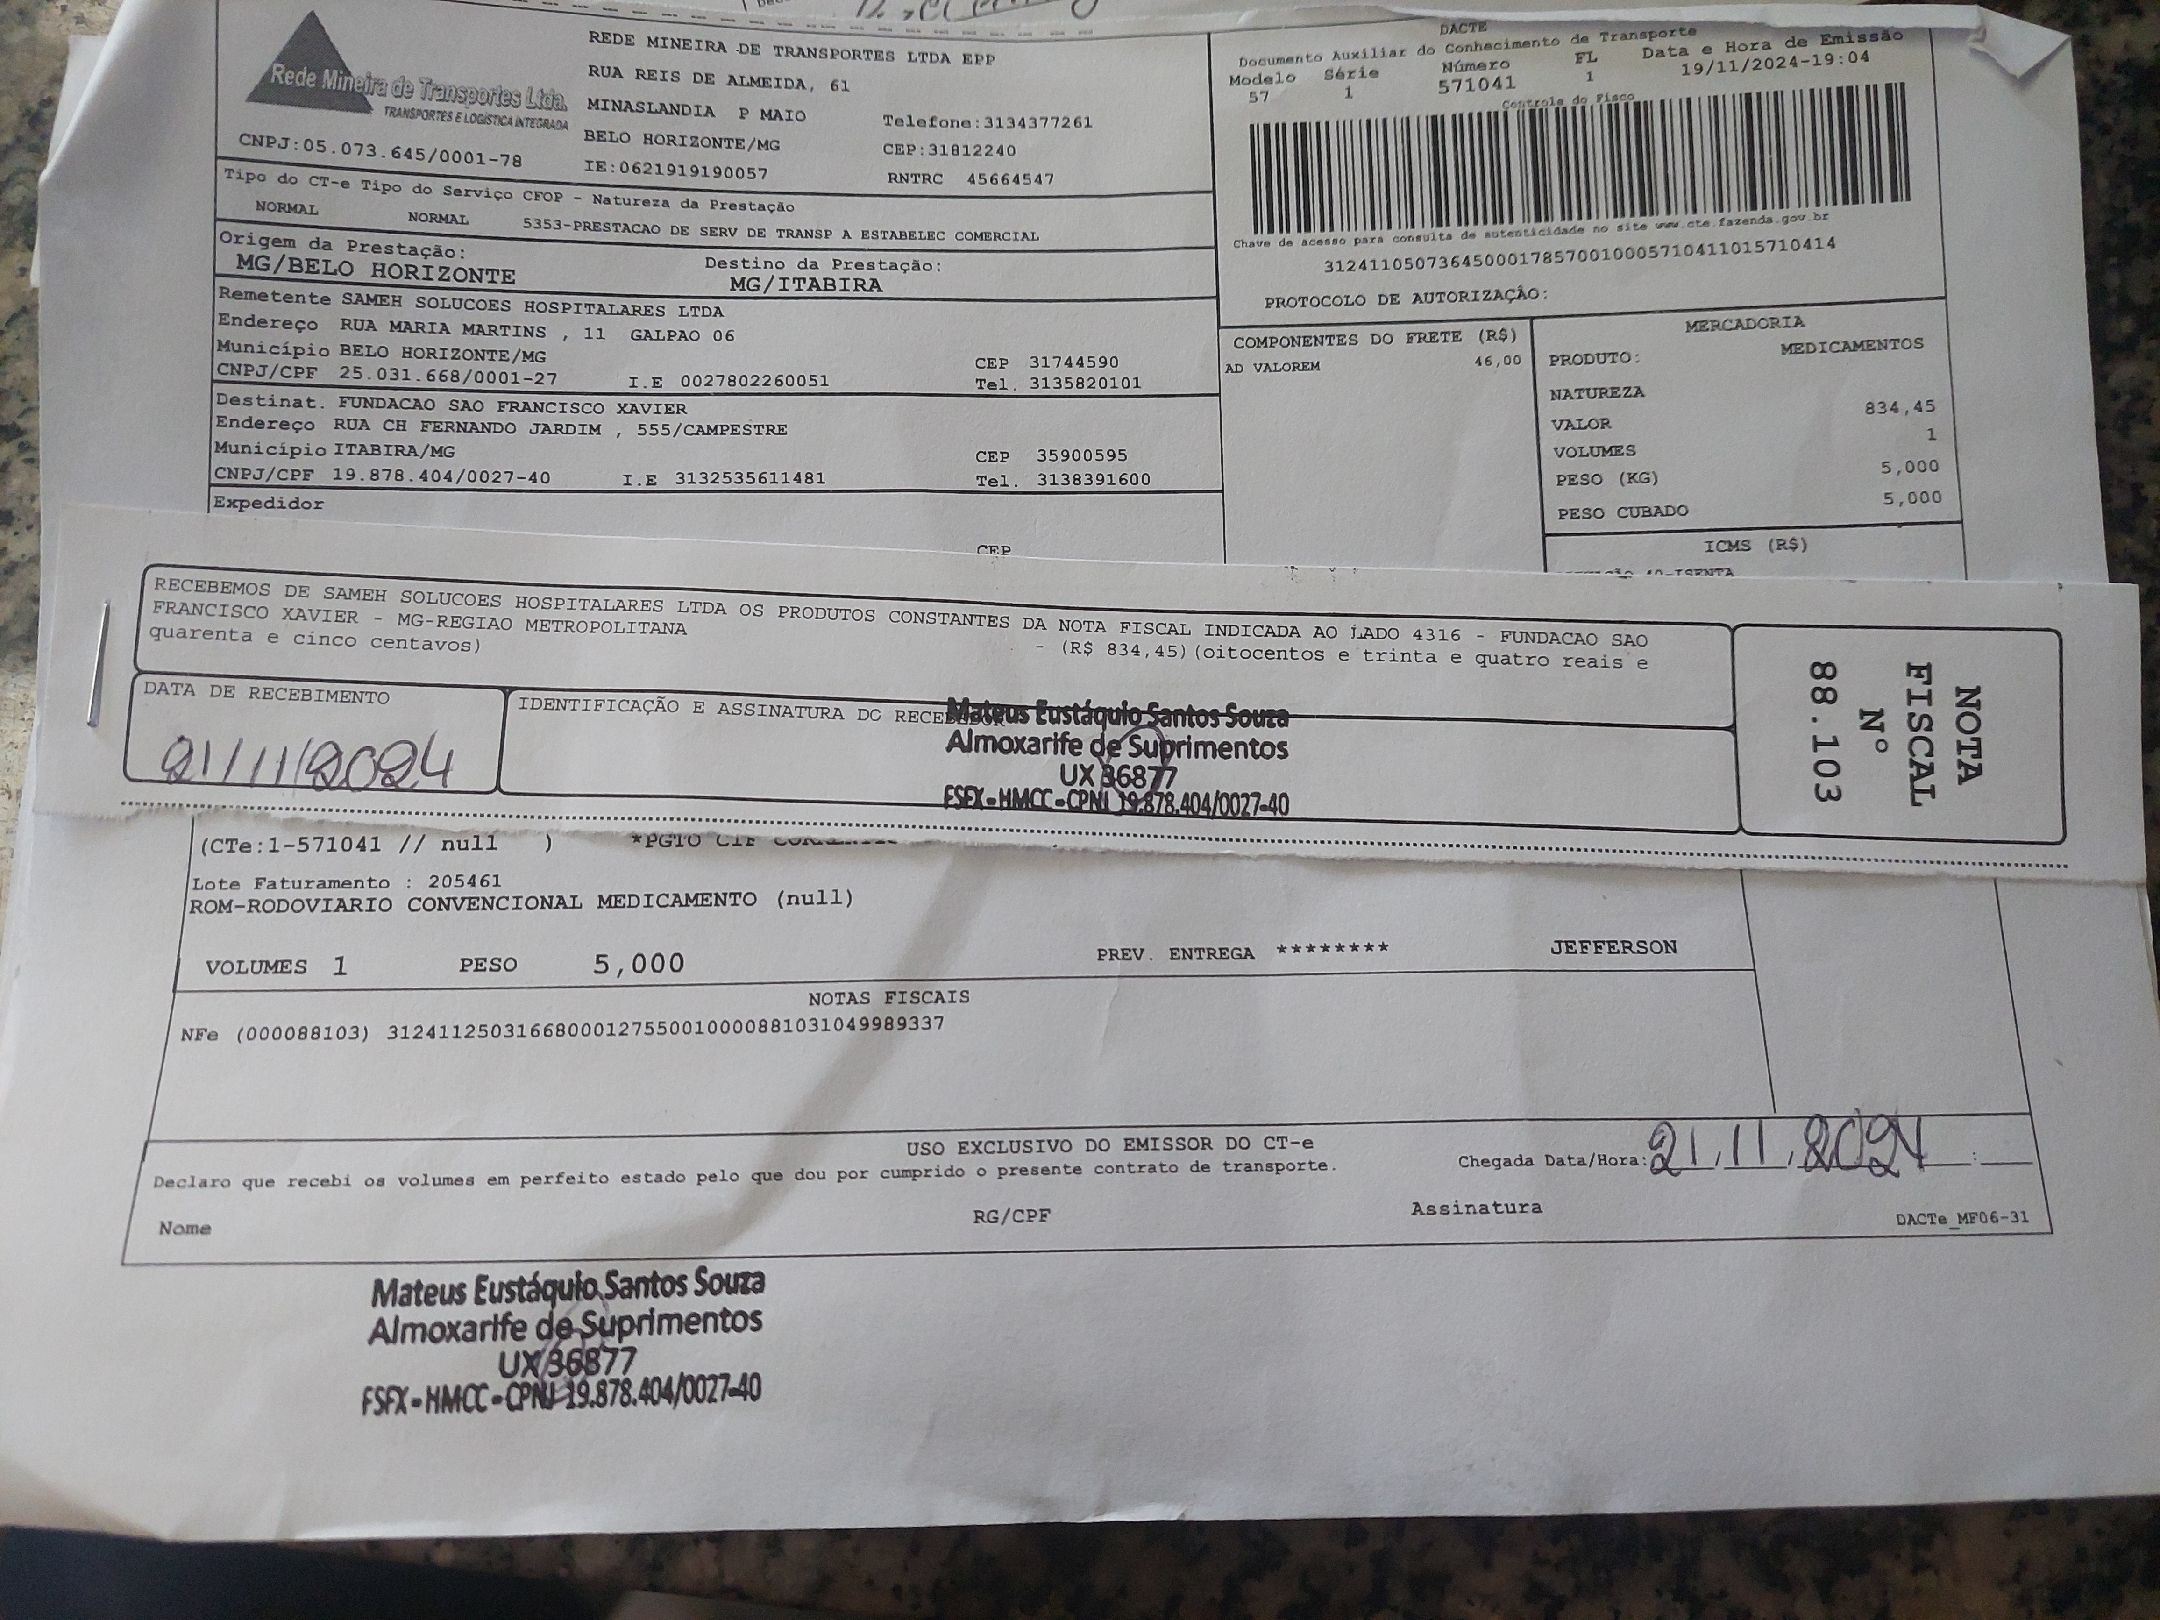 Rede Mineira de Transportes Ltda.
TRANSPORTES E LOGÍSTICA INTEGRADA
CNPJ:05.073.645/0001-78
REDE MINEIRA DE TRANSPORTES LTDA EPP
RUA REIS DE ALMEIDA, 61
MINASLANDIA P MAIO
Telefone:3134377261
BELO HORIZONTE/MG
CEP:31812240
IE:0621919190057
RNTRC 45664547
DACTE
Documento Auxiliar do Conhecimento de Transporte
Modelo Série Número FL Data e Hora de Emissão
57 1 571041 1 19/11/2024-19:04
Controle do Fisco
Chave de acesso para consulta de autenticidade no site www.cte.fazenda.gov.br
31241105073645000178570010005710411015710414
PROTOCOLO DE AUTORIZAÇÃO:
Tipo do CT-e Tipo do Serviço CFOP - Natureza da Prestação
NORMAL NORMAL 5353-PRESTACAO DE SERV DE TRANSP A ESTABELEC COMERCIAL
Origem da Prestação: Destino da Prestação:
MG/BELO HORIZONTE MG/ITABIRA
Remetente SAMEH SOLUCOES HOSPITALARES LTDA
Endereço RUA MARIA MARTINS , 11 GALPAO 06
Município BELO HORIZONTE/MG CEP 31744590
CNPJ/CPF 25.031.668/0001-27 I.E 0027802260051 Tel. 3135820101
Destinat. FUNDACAO SAO FRANCISCO XAVIER
Endereço RUA CH FERNANDO JARDIM , 555/CAMPESTRE
Município ITABIRA/MG CEP 35900595
CNPJ/CPF 19.878.404/0027-40 I.E 3132535611481 Tel. 3138391600
Expedidor
CEP
COMPONENTES DO FRETE (R$)
AD VALOREM 46,00
MERCADORIA
PRODUTO: MEDICAMENTOS
NATUREZA
VALOR 834,45
VOLUMES 1
PESO (KG) 5,000
PESO CUBADO 5,000
ICMS (R$)
40-ISENTA
RECEBEMOS DE SAMEH SOLUCOES HOSPITALARES LTDA OS PRODUTOS CONSTANTES DA NOTA FISCAL INDICADA AO LADO 4316 - FUNDACAO SAO
FRANCISCO XAVIER - MG-REGIAO METROPOLITANA - (R$ 834,45)(oitocentos e trinta e quatro reais e
quarenta e cinco centavos)
DATA DE RECEBIMENTO
21/11/2024
IDENTIFICAÇÃO E ASSINATURA DO RECEBEDOR
Mateus Eustáquio Santos Souza
Almoxarife de Suprimentos
UX 36877
FSFX-HMCC-CPNJ 19.878.404/0027-40
NOTA
FISCAL
N°
88.103
(CTe:1-571041 // null ) *PGTO CIF
Lote Faturamento : 205461
ROM-RODOVIARIO CONVENCIONAL MEDICAMENTO (null)
VOLUMES 1 PESO 5,000 PREV. ENTREGA ******** JEFFERSON
NOTAS FISCAIS
NFe (000088103) 31241125031668000127550010000881031049989337
USO EXCLUSIVO DO EMISSOR DO CT-e
Declaro que recebi os volumes em perfeito estado pelo que dou por cumprido o presente contrato de transporte.
Chegada Data/Hora: 21,11,2024 :
Nome RG/CPF Assinatura
DACTe_MF06-31
Mateus Eustáquio Santos Souza
Almoxarife de Suprimentos
UX 36877
FSFX-HMCC-CPNJ 19.878.404/0027-40